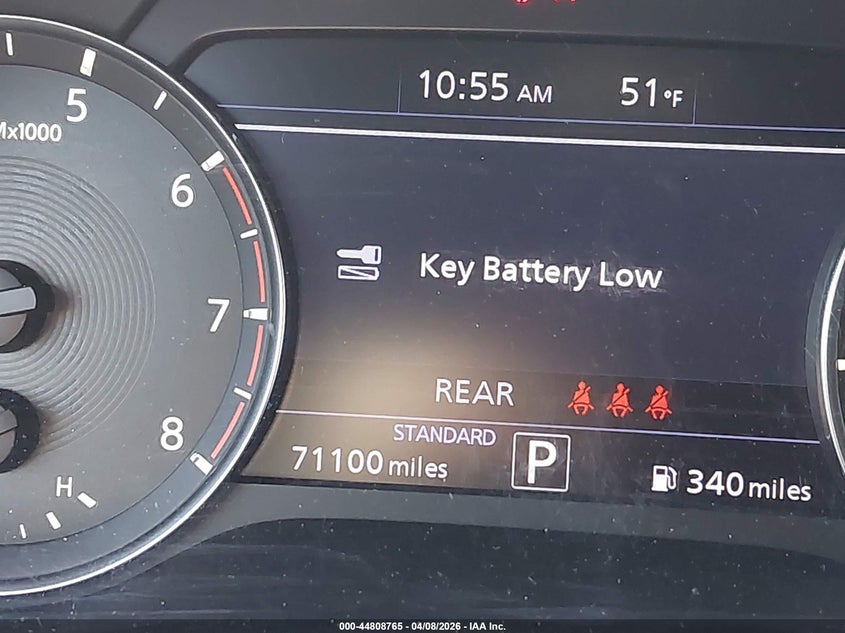 10:55 AM 51°F
5
Mx1000
6
Key Battery Low
7
REAR
8
STANDARD
71100 miles P 340 miles
H
000-44808765 - 04/08/2026 - IAA Inc.